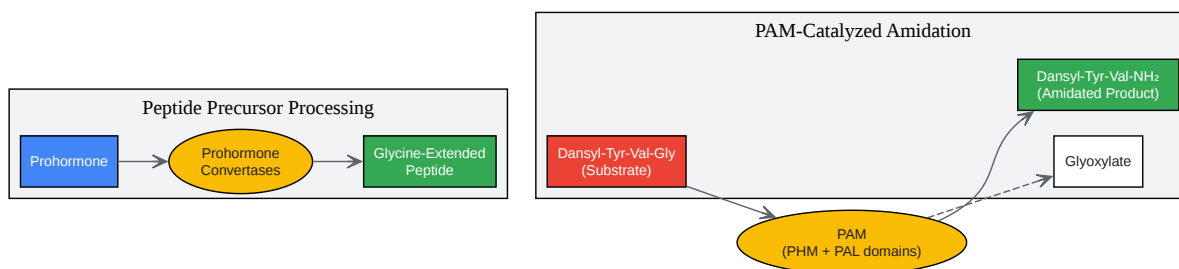 Peptide Precursor Processing
Prohormone
Prohormone
Convertases
Glycine-Extended
Peptide
PAM-Catalyzed Amidation
Dansyl-Tyr-Val-Gly
(Substrate)
Dansyl-Tyr-Val-NH₂
(Amidated Product)
Glyoxylate
PAM
(PHM + PAL domains)